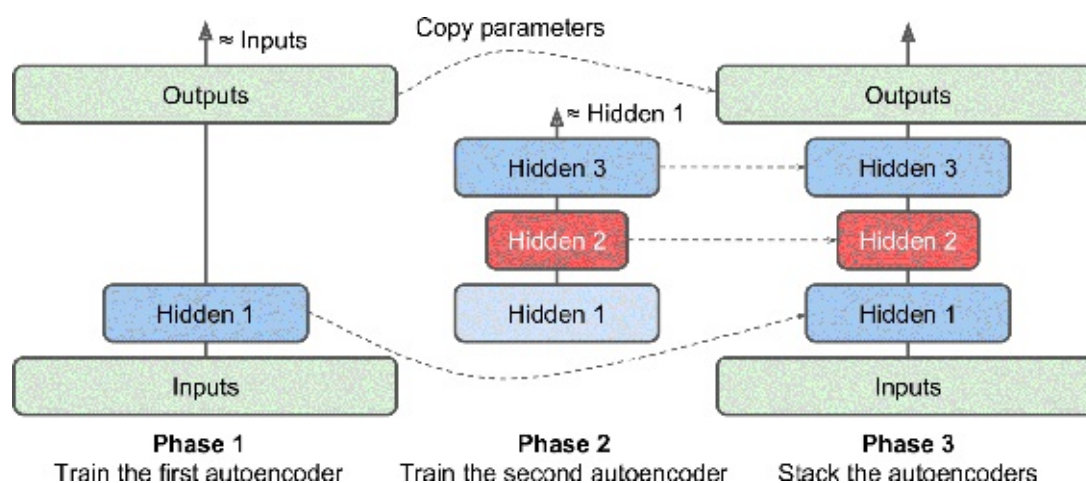 ≈ Inputs
Copy parameters
Outputs
Outputs
≈ Hidden 1
Hidden 3
Hidden 3
Hidden 2
Hidden 2
Hidden 1
Hidden 1
Hidden 1
Inputs
Inputs
Phase 1
Train the first autoencoder
Phase 2
Train the second autoencoder
Phase 3
Stack the autoencoders